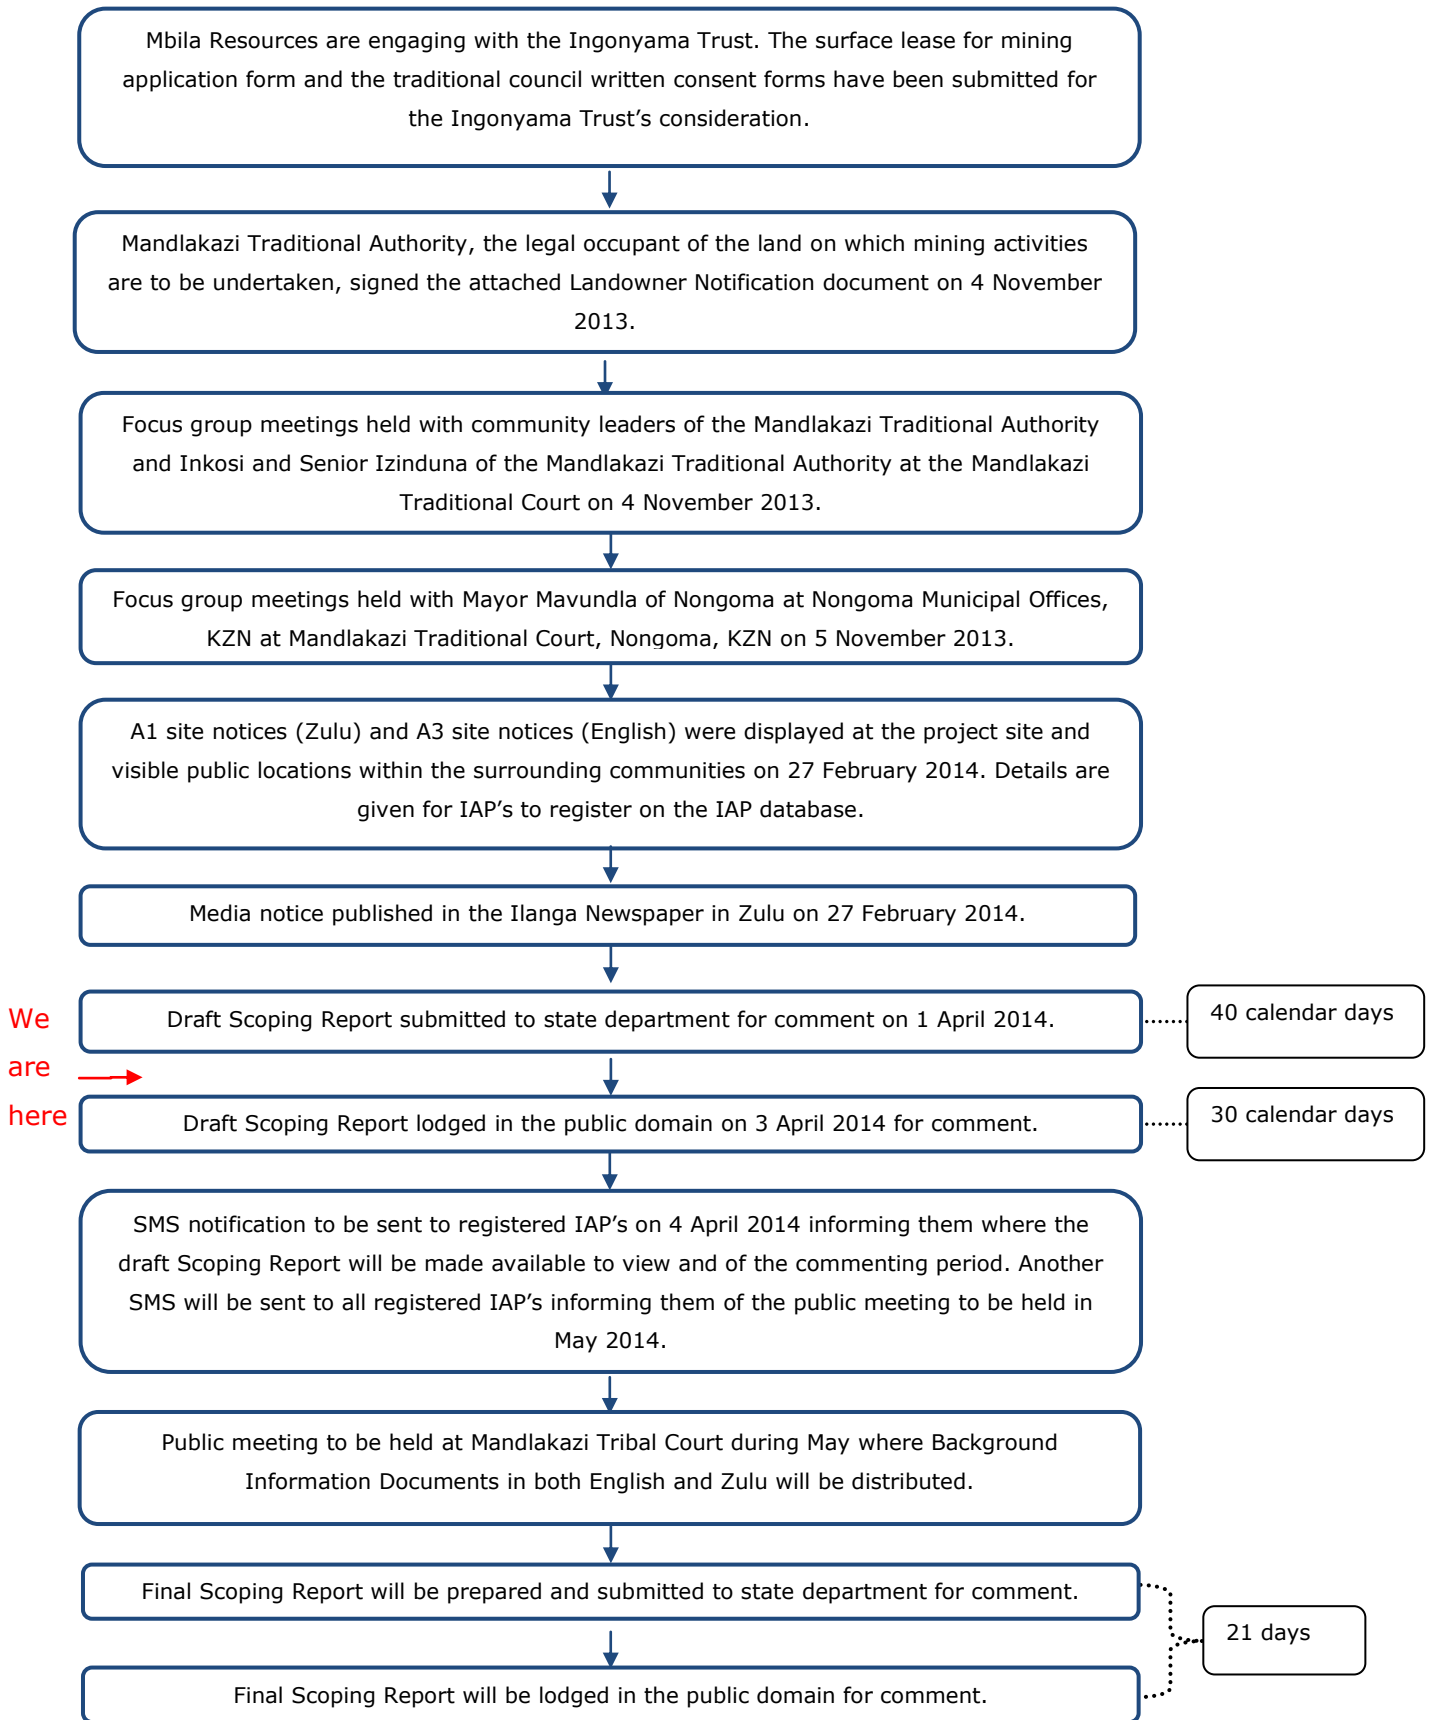 Mbila Resources are engaging with the Ingonyama Trust. The surface lease for mining
application form and the traditional council written consent forms have been submitted for
the Ingonyama Trust's consideration.
Mandlakazi Traditional Authority, the legal occupant of the land on which mining activities
are to be undertaken, signed the attached Landowner Notification document on 4 November
2013.
Focus group meetings held with community leaders of the Mandlakazi Traditional Authority
and Inkosi and Senior Izinduna of the Mandlakazi Traditional Authority at the Mandlakazi
Traditional Court on 4 November 2013.
Focus group meetings held with Mayor Mavundla of Nongoma at Nongoma Municipal Offices,
KZN at Mandlakazi Traditional Court, Nongoma, KZN on 5 November 2013.
A1 site notices (Zulu) and A3 site notices (English) were displayed at the project site and
visible public locations within the surrounding communities on 27 February 2014. Details are
given for IAP's to register on the IAP database.
Media notice published in the Ilanga Newspaper in Zulu on 27 February 2014.
We
are
here
Draft Scoping Report submitted to state department for comment on 1 April 2014.
40 calendar days
Draft Scoping Report lodged in the public domain on 3 April 2014 for comment.
30 calendar days
SMS notification to be sent to registered IAP's on 4 April 2014 informing them where the
draft Scoping Report will be made available to view and of the commenting period. Another
SMS will be sent to all registered IAP's informing them of the public meeting to be held in
May 2014.
Public meeting to be held at Mandlakazi Tribal Court during May where Background
Information Documents in both English and Zulu will be distributed.
Final Scoping Report will be prepared and submitted to state department for comment.
21 days
Final Scoping Report will be lodged in the public domain for comment.